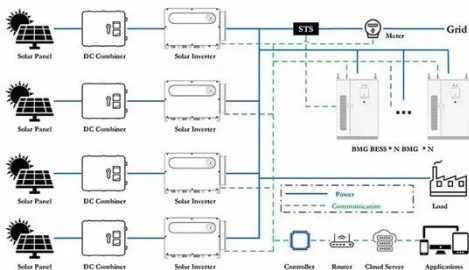 STS
Meter
Grid
Solar Panel
DC Combiner
Solar Inverter
Solar Panel
DC Combiner
Solar Inverter
BMG BESS * N BMG * N
Solar Panel
DC Combiner
Solar Inverter
Power
Communication
Load
Solar Panel
DC Combiner
Solar Inverter
Controller
Router
Cloud Server
Applications